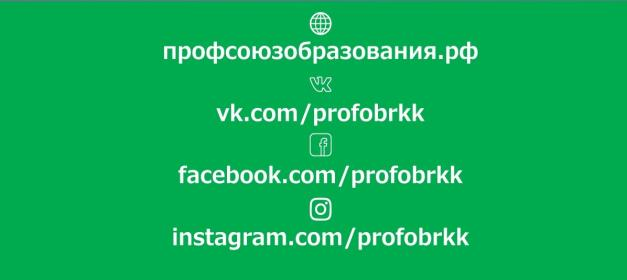 профсоюзобразования.рф
vk.com/profobrkk
facebook.com/profobrkk
instagram.com/profobrkk